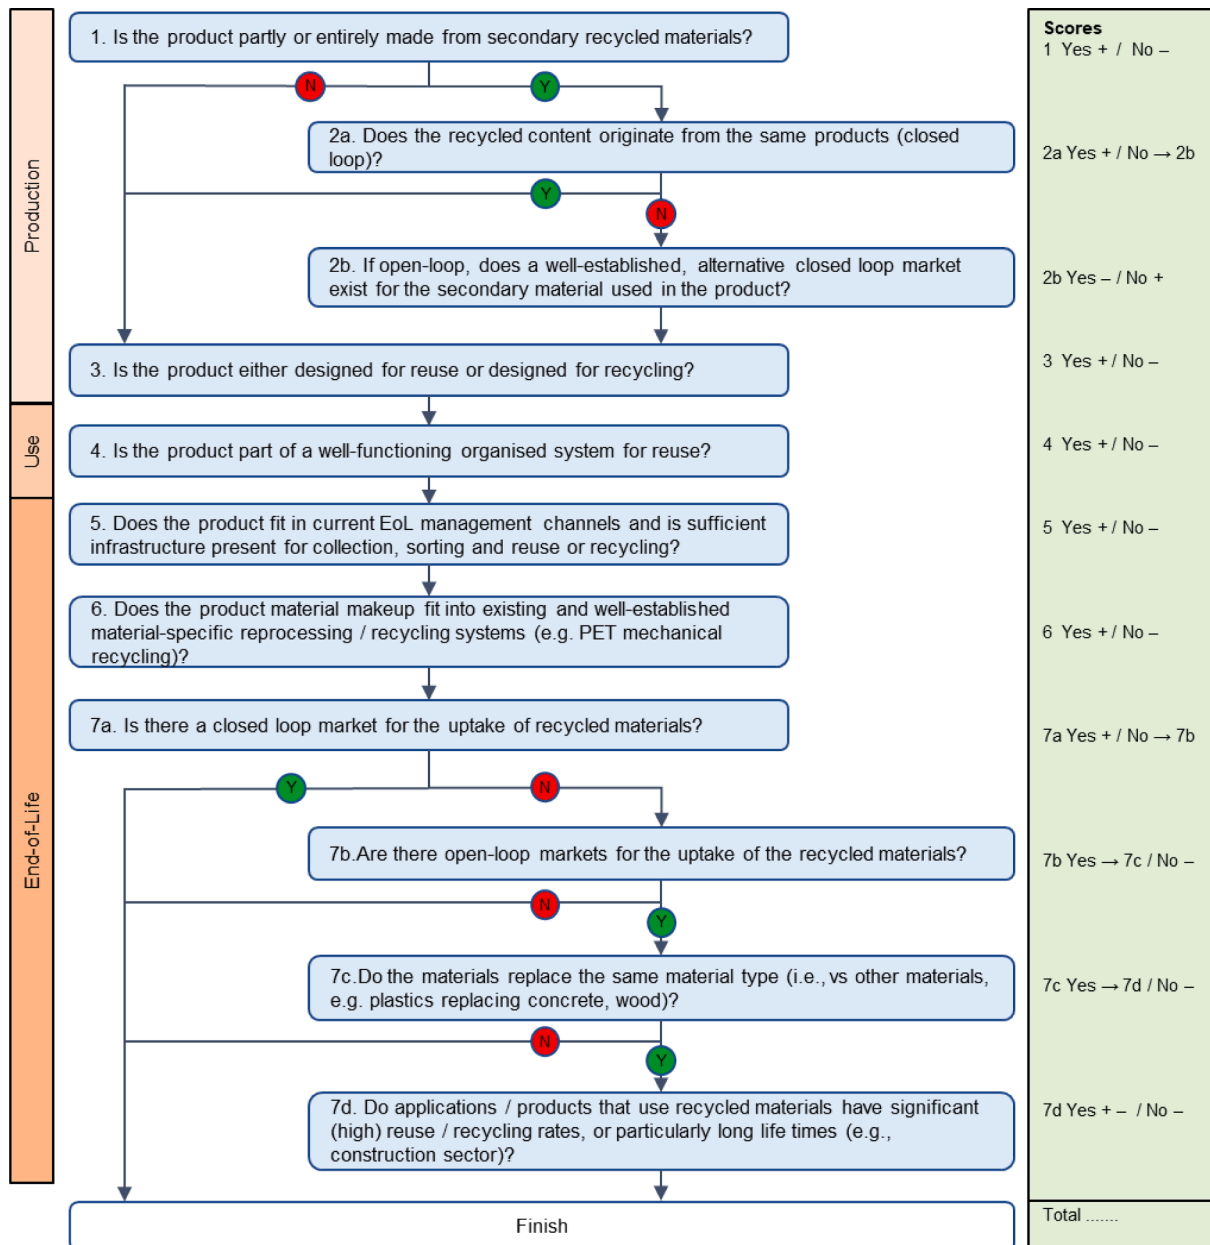 Production
Use
End-of-Life
1. Is the product partly or entirely made from secondary recycled materials?
N
Y
2a. Does the recycled content originate from the same products (closed
loop)?
Y
N
2b. If open-loop, does a well-established, alternative closed loop market
exist for the secondary material used in the product?
3. Is the product either designed for reuse or designed for recycling?
4. Is the product part of a well-functioning organised system for reuse?
5. Does the product fit in current EoL management channels and is sufficient
infrastructure present for collection, sorting and reuse or recycling?
6. Does the product material makeup fit into existing and well-established
material-specific reprocessing / recycling systems (e.g. PET mechanical
recycling)?
7a. Is there a closed loop market for the uptake of recycled materials?
Y
N
7b.Are there open-loop markets for the uptake of the recycled materials?
N
Y
7c.Do the materials replace the same material type (i.e., vs other materials,
e.g. plastics replacing concrete, wood)?
N
Y
7d. Do applications / products that use recycled materials have significant
(high) reuse / recycling rates, or particularly long life times (e.g.,
construction sector)?
Finish
Scores
1 Yes + / No –
2a Yes + / No → 2b
2b Yes – / No +
3 Yes + / No –
4 Yes + / No –
5 Yes + / No –
6 Yes + / No –
7a Yes + / No → 7b
7b Yes → 7c / No –
7c Yes → 7d / No –
7d Yes + – / No –
Total .......